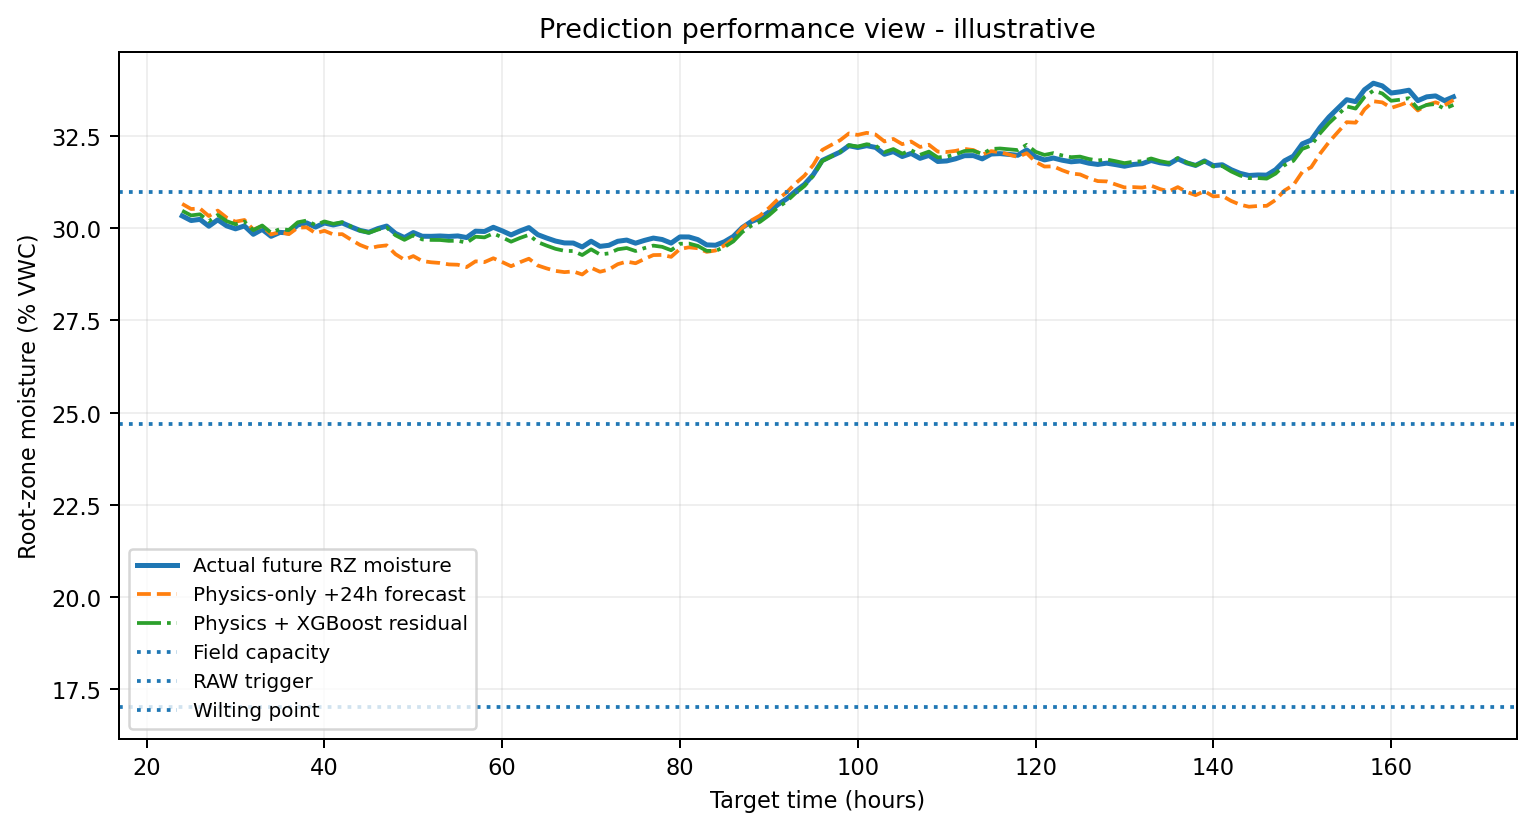 Prediction performance view - illustrative
Root-zone moisture (% VWC)
32.5
30.0
27.5
25.0
22.5
20.0
17.5
Actual future RZ moisture
Physics-only +24h forecast
Physics + XGBoost residual
Field capacity
RAW trigger
Wilting point
20 40 60 80 100 120 140 160
Target time (hours)